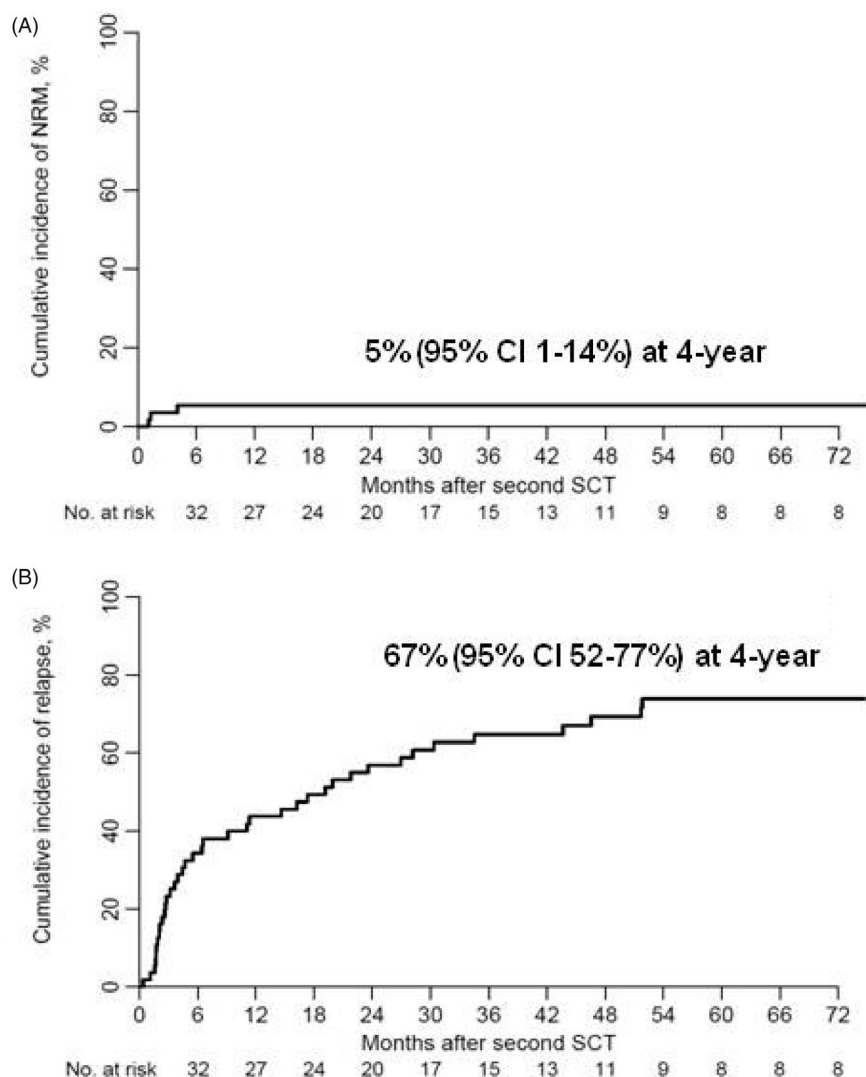 (A)
Cumulative incidence of NRM, %
100
80
60
40
20
0
5% (95% CI 1-14%) at 4-year
0 6 12 18 24 30 36 42 48 54 60 66 72
Months after second SCT
No. at risk 32 27 24 20 17 15 13 11 9 8 8 8
(B)
Cumulative incidence of relapse, %
100
80
60
40
20
0
67% (95% CI 52-77%) at 4-year
0 6 12 18 24 30 36 42 48 54 60 66 72
Months after second SCT
No. at risk 32 27 24 20 17 15 13 11 9 8 8 8